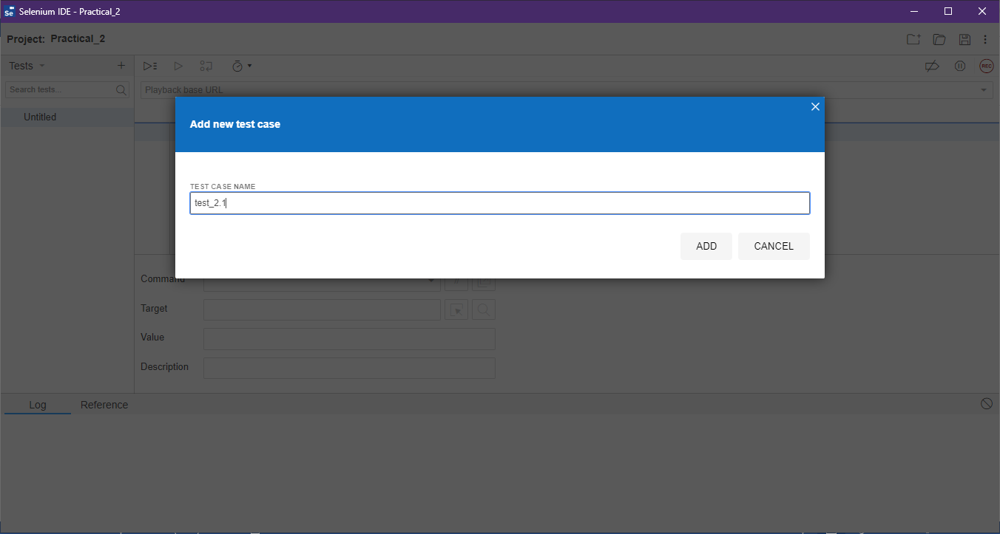 Se Selenium IDE - Practical_2
Project: Practical_2
Tests
Search tests...
Untitled
REC
Playback base URL
Add new test case
TEST CASE NAME
test_2.1
ADD CANCEL
Command
Target
Value
Description
Log Reference